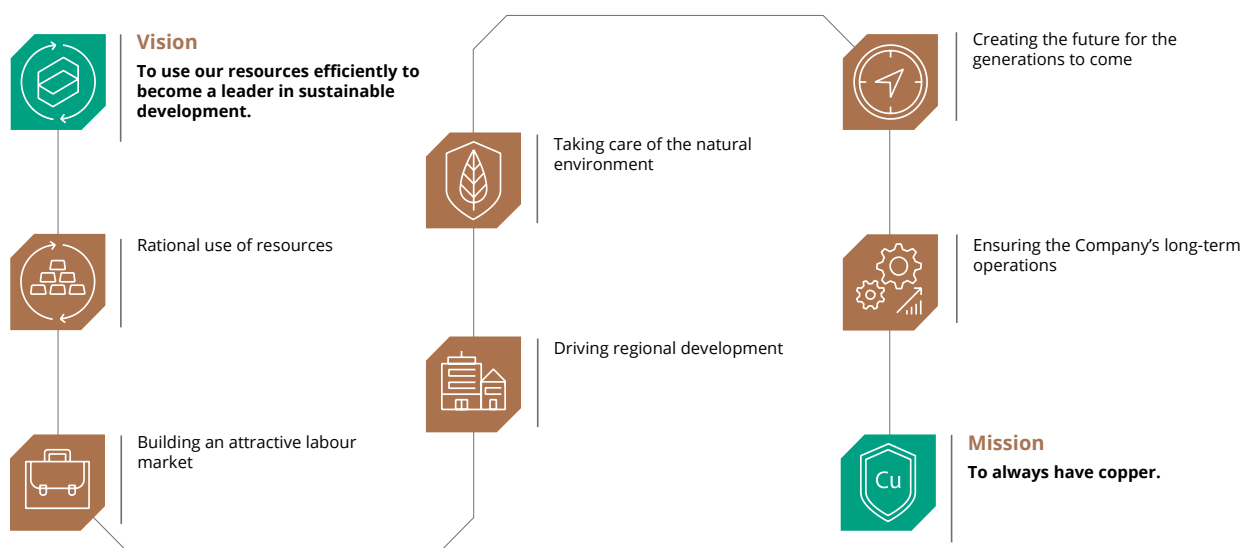 Vision
To use our resources efficiently to
become a leader in sustainable
development.
Rational use of resources
Building an attractive labour
market
Driving regional development
Taking care of the natural
environment
Creating the future for the
generations to come
Ensuring the Company's long-term
operations
Cu
Mission
To always have copper.